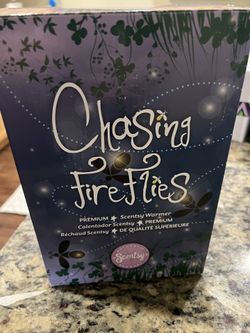 Chasing
FireFlies
PREMIUM Scentsy Warmer
Calentador Scentsy PREMIUM
Réchaud Scentsy DE QUALITÉ SUPÉRIEURE
Scentsy